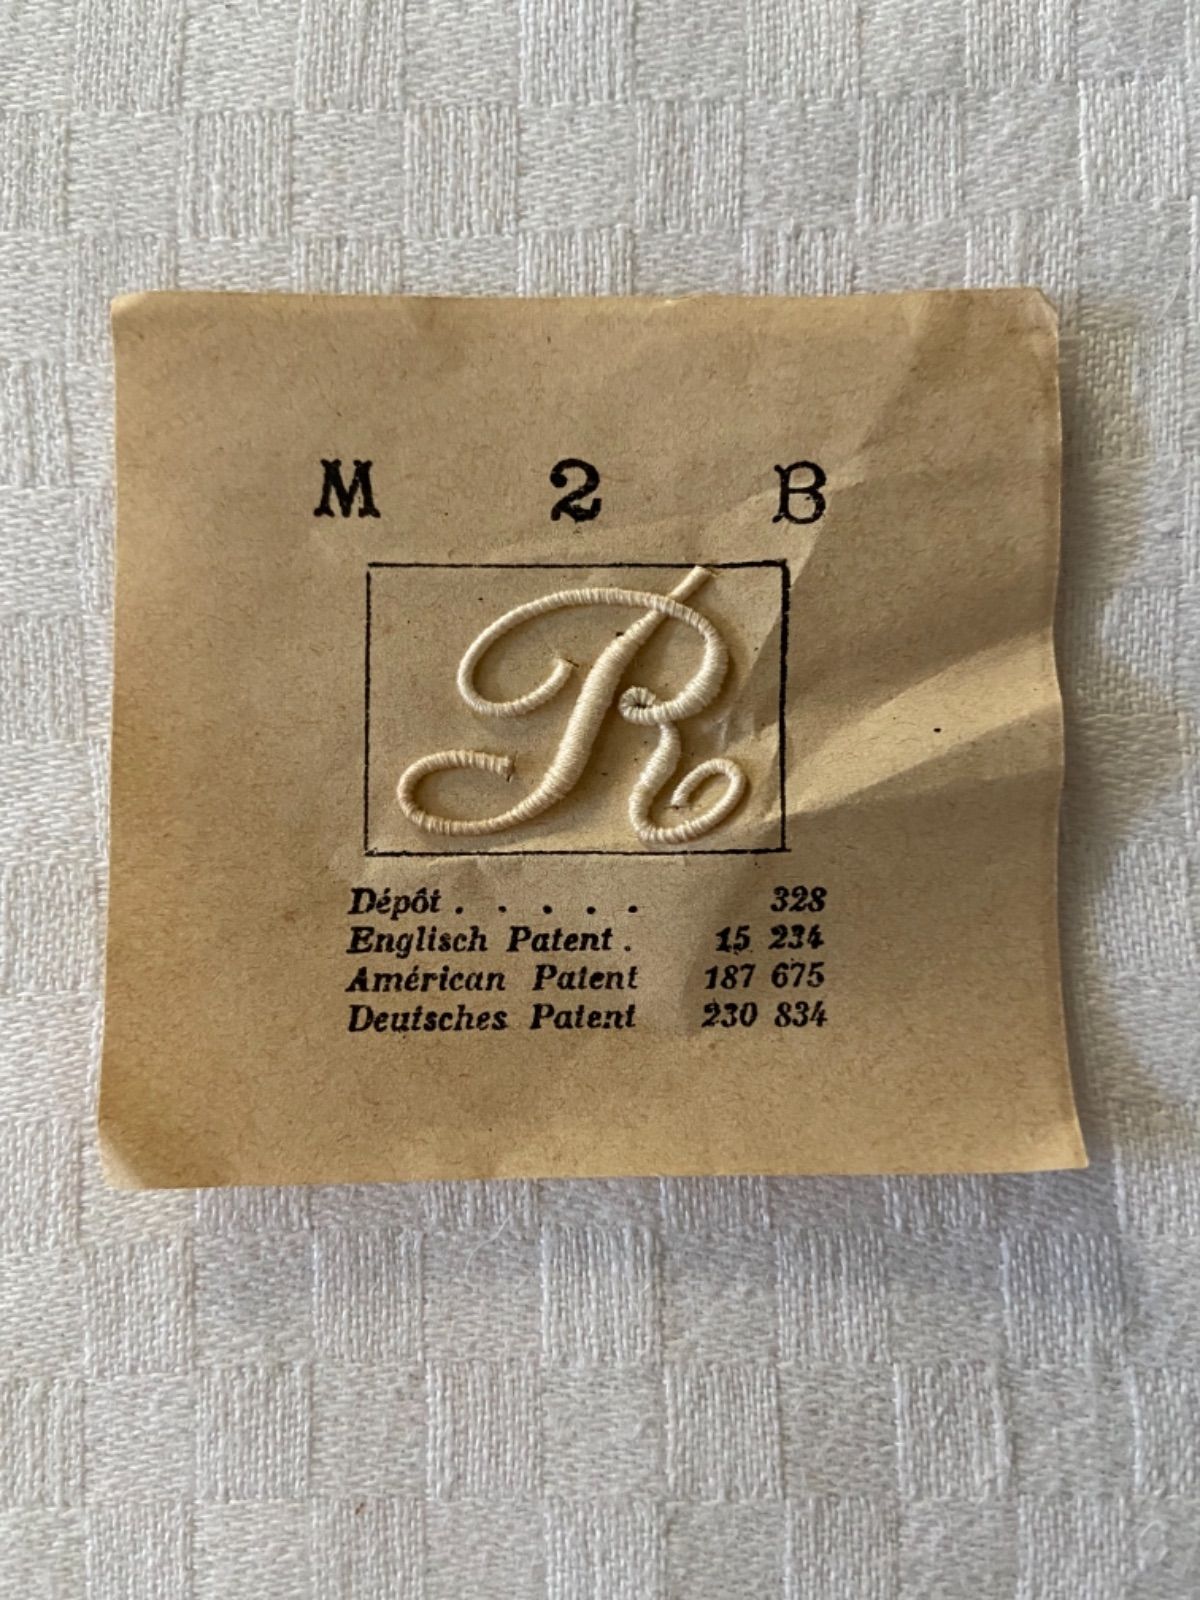 M 2 B
R
Dépôt . . . . . 328
Englisch Patent . 15 234
Américan Patent 187 675
Deutsches Patent 230 834